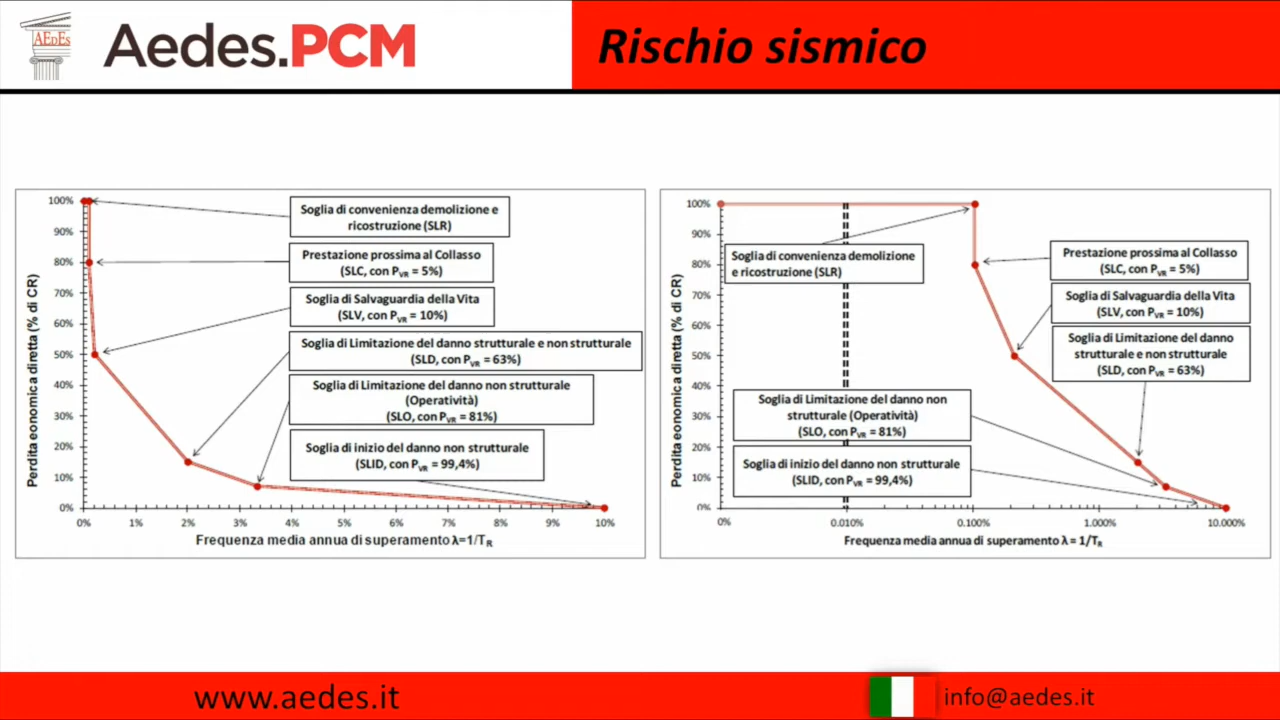 AEDES
Aedes.PCM
Rischio sismico
100%
90%
80%
70%
60%
50%
40%
30%
20%
10%
0%
Perdita economica diretta (% di CR)
Soglia di convenienza demolizione e
ricostruzione (SLR)
Prestazione prossima al Collasso
(SLC, con PVR = 5%)
Soglia di Salvaguardia della Vita
(SLV, con PVR = 10%)
Soglia di Limitazione del danno strutturale e non strutturale
(SLD, con PVR = 63%)
Soglia di Limitazione del danno non strutturale
(Operatività)
(SLO, con PVR = 81%)
Soglia di inizio del danno non strutturale
(SLID, con PVR = 99,4%)
0% 1% 2% 3% 4% 5% 6% 7% 8% 9% 10%
Frequenza media annua di superamento λ=1/TR
100%
90%
80%
70%
60%
50%
40%
30%
20%
10%
0%
Perdita economica diretta (% di CR)
Soglia di convenienza demolizione
e ricostruzione (SLR)
Prestazione prossima al Collasso
(SLC, con PVR = 5%)
Soglia di Salvaguardia della Vita
(SLV, con PVR = 10%)
Soglia di Limitazione del danno
strutturale e non strutturale
(SLD, con PVR = 63%)
Soglia di Limitazione del danno non
strutturale (Operatività)
(SLO, con PVR = 81%)
Soglia di inizio del danno non strutturale
(SLID, con PVR = 99,4%)
0% 0.010% 0.100% 1.000% 10.000%
Frequenza media annua di superamento λ = 1/TR
www.aedes.it
info@aedes.it